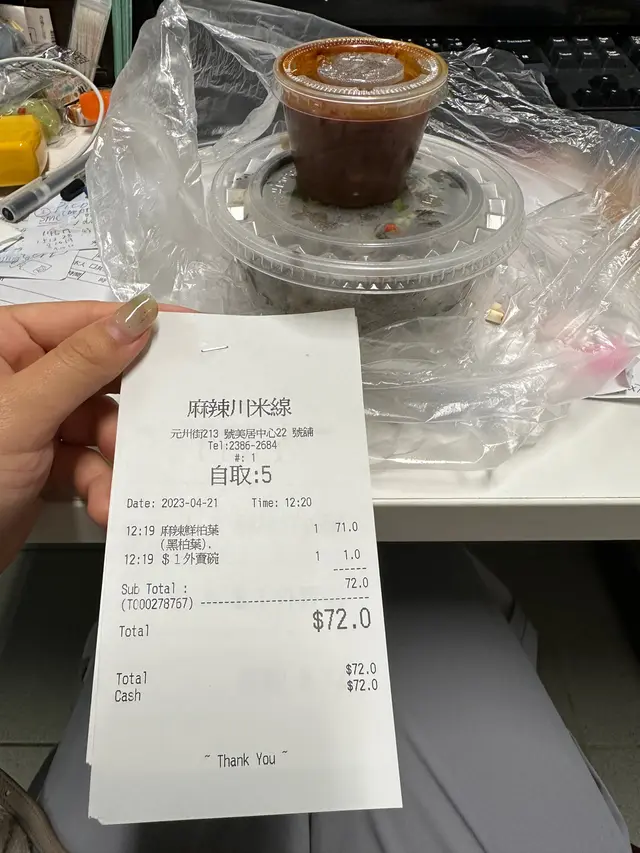 麻辣川米線
元州街213 號美居中心22 號舖
Tel:2386-2684
#: 1
自取:5
Date: 2023-04-21 Time: 12:20
12:19 麻辣鮮柏葉 1 71.0
(黑柏葉).
12:19 $1外賣碗 1 1.0
------
Sub Total : 72.0
(T000278767) ------------------------
Total $72.0
Total $72.0
Cash $72.0
~ Thank You ~